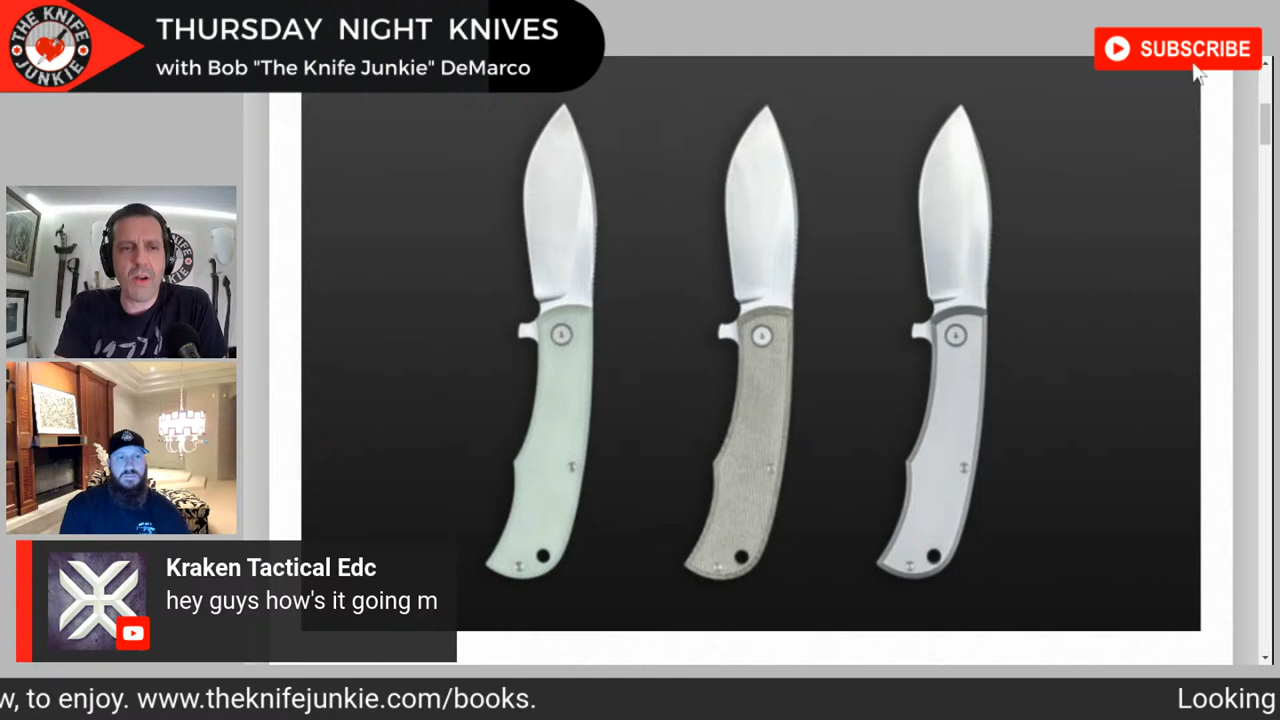 THE KNIFE
JUNKIE
THURSDAY NIGHT KNIVES
with Bob "The Knife Junkie" DeMarco
SUBSCRIBE
Kraken Tactical Edc
hey guys how's it going m
w, to enjoy. www.theknifejunkie.com/books.
Looking